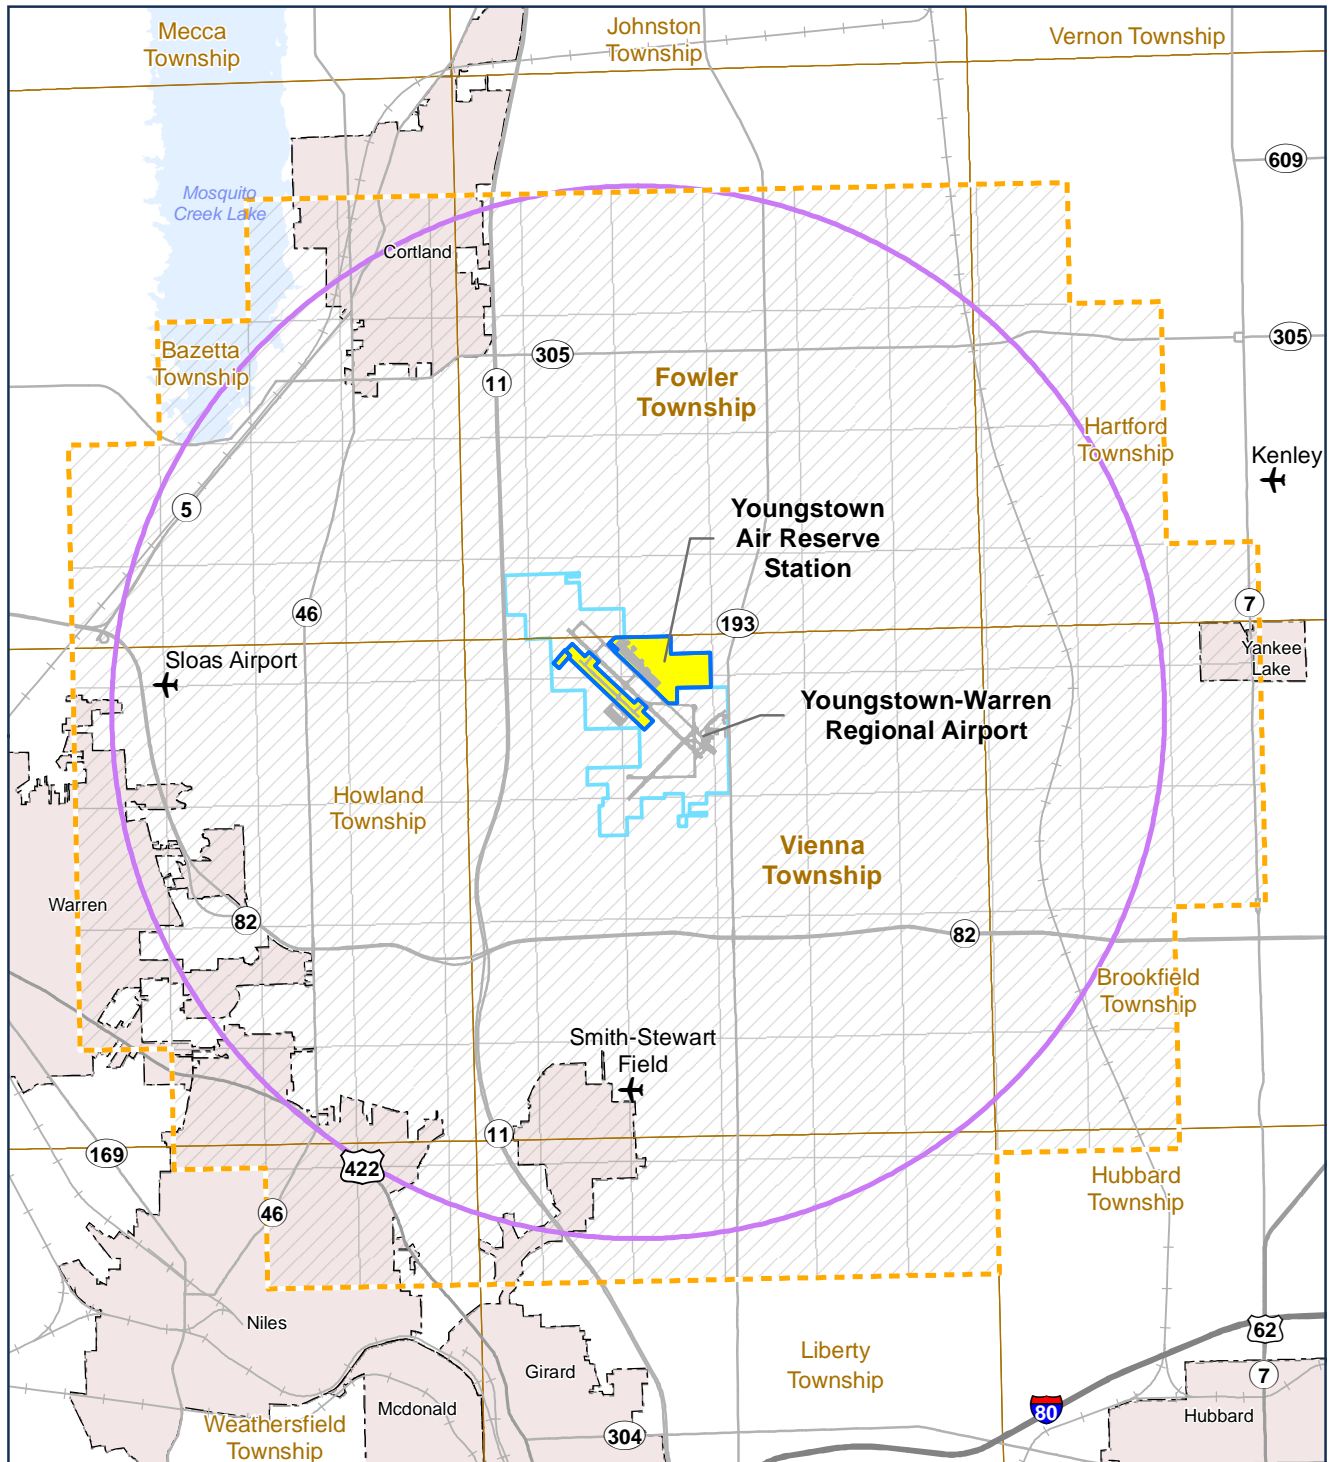 Mecca
Township
Johnston
Township
Vernon Township
609
Mosquito
Creek Lake
Cortland
305
305
Bazetta
Township
11
Fowler
Township
Hartford
Township
Kenley
5
Youngstown
Air Reserve
Station
46
193
7
Sloas Airport
Yankee
Lake
Youngstown-Warren
Regional Airport
Howland
Township
Vienna
Township
Warren
82
82
Brookfield
Township
Smith-Stewart
Field
11
169
422
Hubbard
Township
46
Niles
62
Liberty
Township
Girard
7
Mcdonald
80
Hubbard
Weathersfield
Township
304